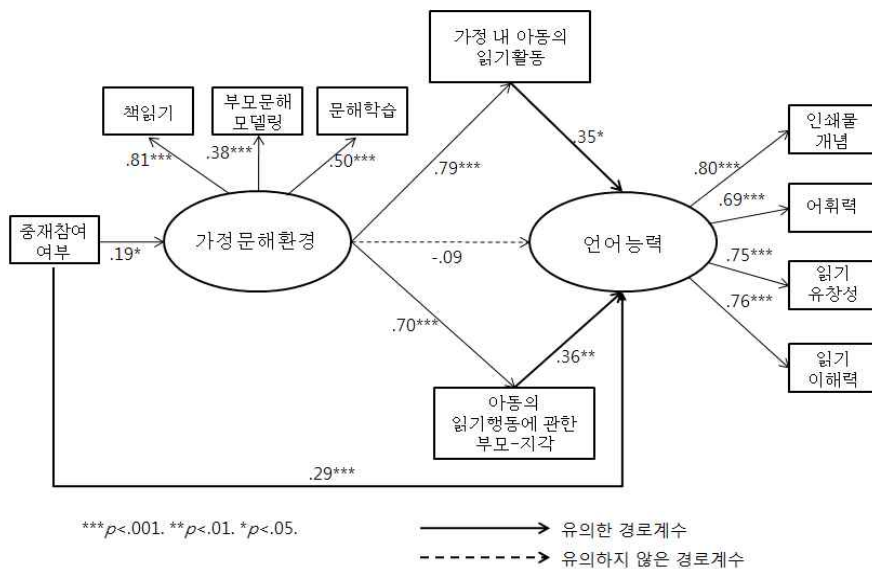 가정 내 아동의
읽기활동
책읽기
부모문해
모델링
문해학습
.81***
.38***
.50***
.79***
.35*
인쇄물
개념
.80***
어휘력
.69***
중재참여
여부
.19*
가정문해환경
-.09
언어능력
.75***
읽기
유창성
.76***
.70***
.36**
읽기
이해력
아동의
읽기행동에 관한
부모-지각
.29***
***p<.001. **p<.01. *p<.05.
유의한 경로계수
유의하지 않은 경로계수